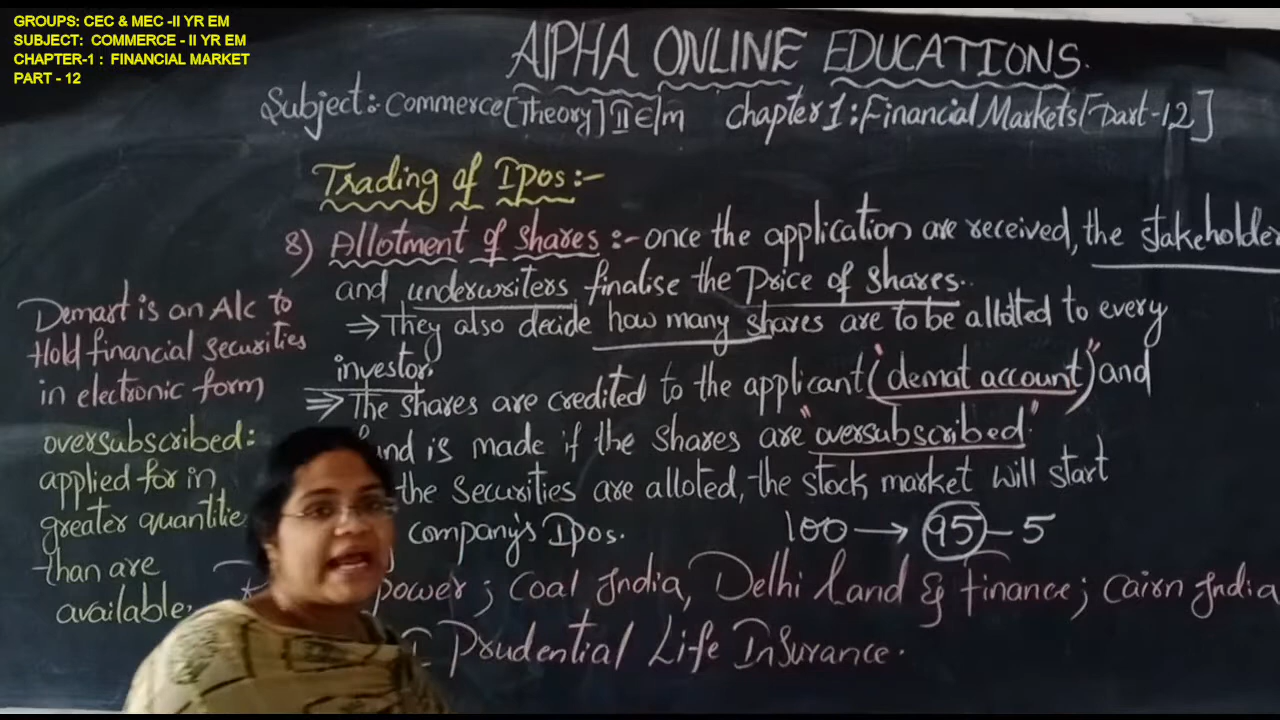 GROUPS: CEC & MEC -II YR EM
SUBJECT: COMMERCE - II YR EM
CHAPTER-1 : FINANCIAL MARKET
PART - 12
AlPHA ONLINE EDUCATIONS.
Subject:- Commerce [Theory] II E/m chapter 1: Financial Markets [Part-12]
Trading of IPos:-
8) Allotment of shares :- once the application are received, the stakeholder
and underwriters finalise the Price of shares.
⇒ They also decide how many shares are to be allotted to every
investor.
⇒ The shares are credited to the applicant ("demat account") and
is made if the shares are "oversubscribed"
the securities are alloted, the stock market will start
company's Ipos.
100 → 95 - 5
power ; Coal India, Delhi Land & Finance ; Cairn India
I Prudential Life Insurance.
Demart is an A/c to
Hold financial securities
in electronic form
oversubscribed:
applied for in
greater quantitie
than are
available.